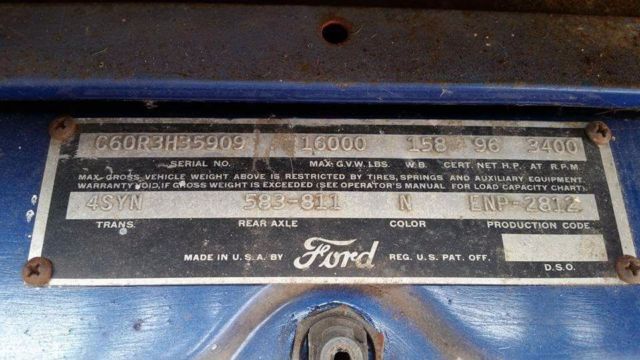 C60R3H35909 16000 158 96 3400
SERIAL NO. MAX. G.V.W. LBS. W.B. CERT. NET H.P. AT R.P.M.
MAX. GROSS VEHICLE WEIGHT ABOVE IS RESTRICTED BY TIRES, SPRINGS AND AUXILIARY EQUIPMENT.
WARRANTY VOID, IF GROSS WEIGHT IS EXCEEDED (SEE OPERATOR'S MANUAL FOR LOAD CAPACITY CHART).
4SYN 583-811 N ENP-2812
TRANS. REAR AXLE COLOR PRODUCTION CODE.
MADE IN U.S.A. BY Ford REG. U.S. PAT. OFF.
D.S.O.